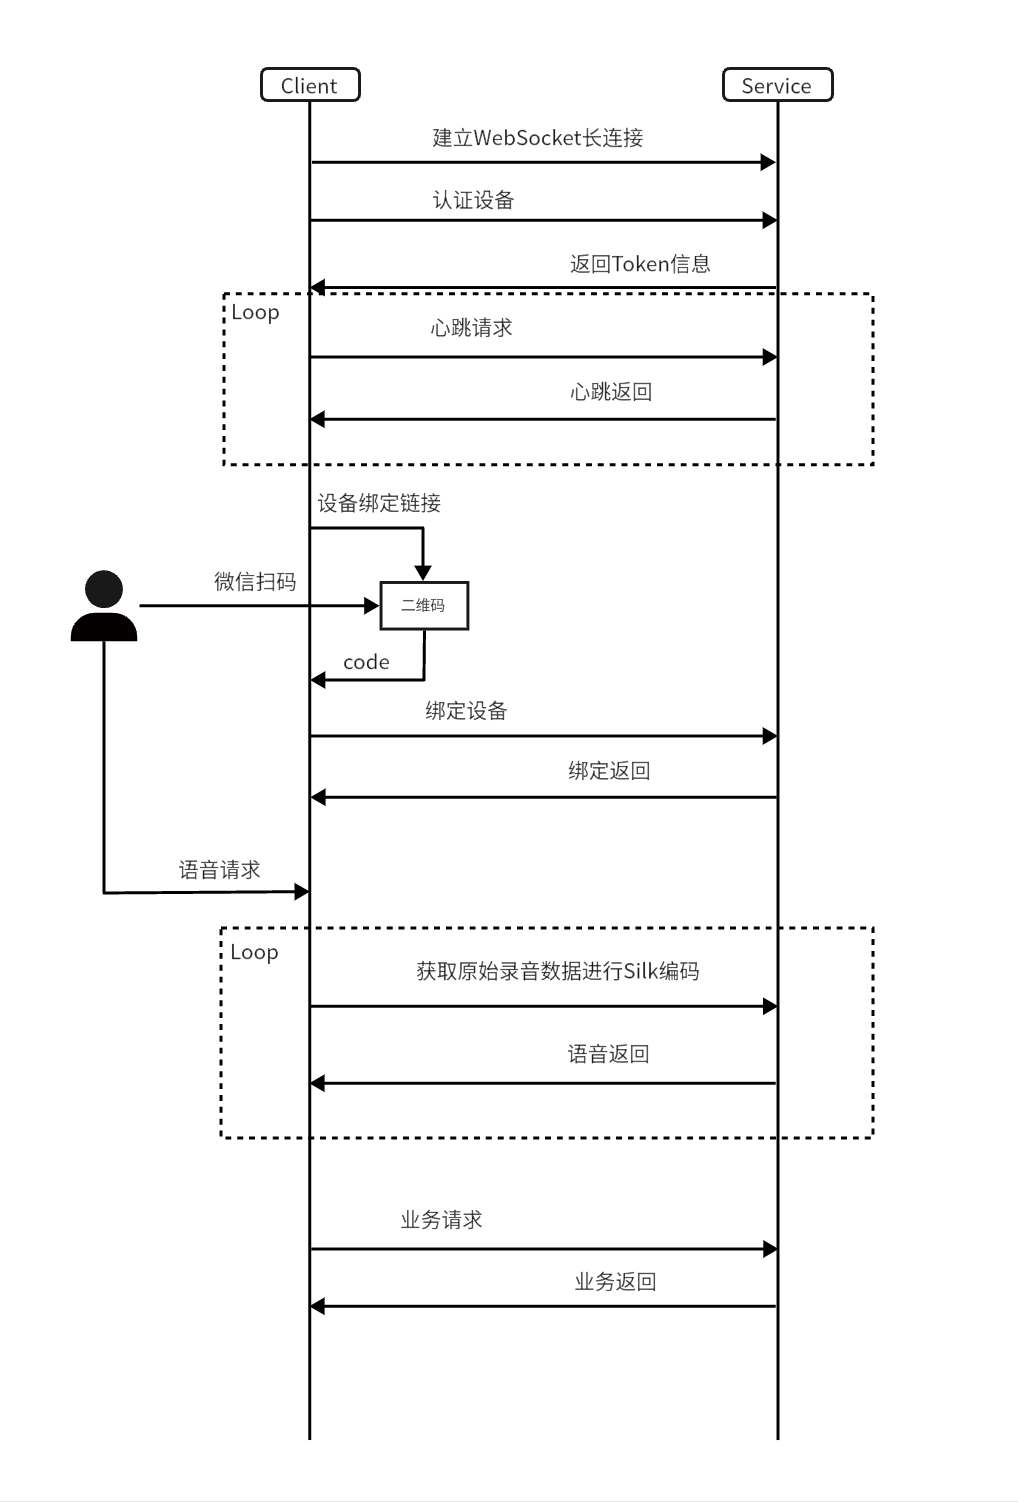 Client
Service
建立WebSocket长连接
认证设备
返回Token信息
Loop
心跳请求
心跳返回
设备绑定链接
微信扫码
二维码
code
绑定设备
绑定返回
语音请求
Loop
获取原始录音数据进行Silk编码
语音返回
业务请求
业务返回